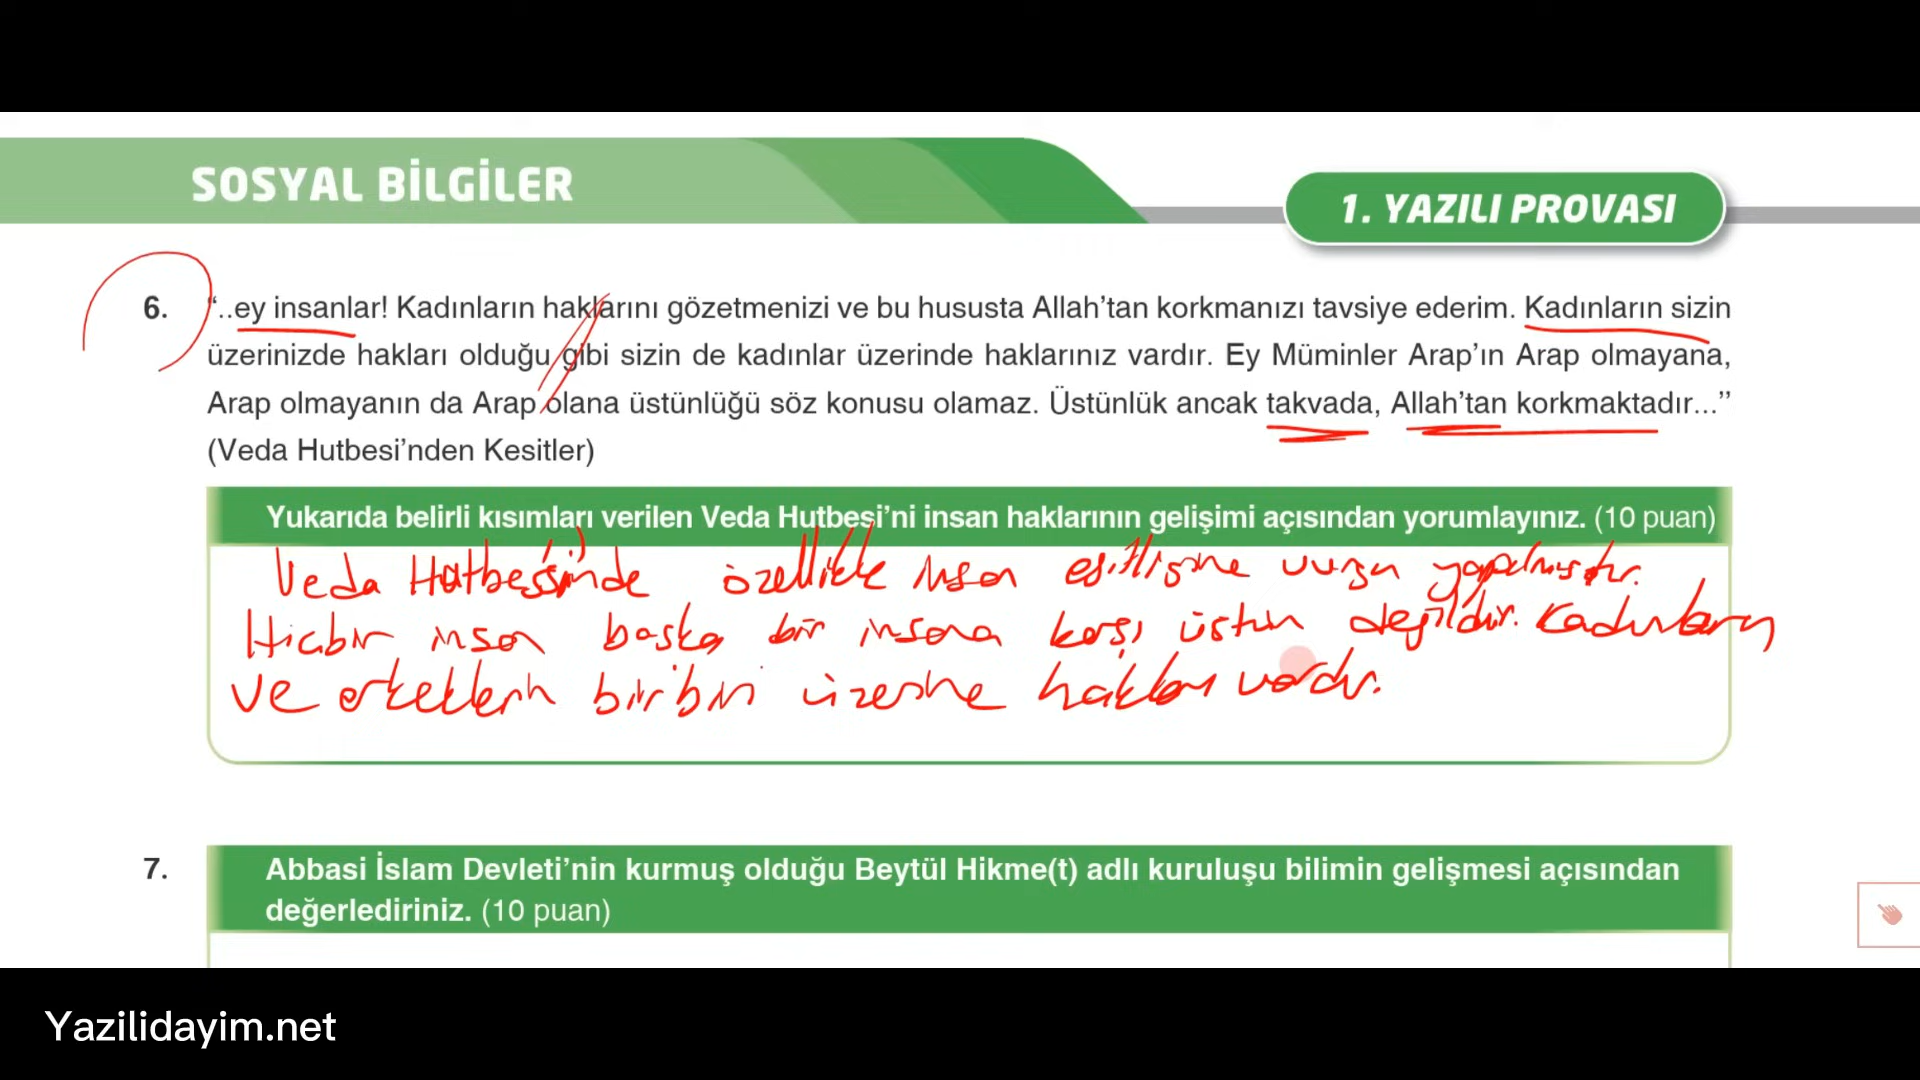 SOSYAL BİLGİLER
1. YAZILI PROVASI
6. “..ey insanlar! Kadınların haklarını gözetmenizi ve bu hususta Allah’tan korkmanızı tavsiye ederim. Kadınların sizin
üzerinizde hakları olduğu gibi sizin de kadınlar üzerinde haklarınız vardır. Ey Müminler Arap’ın Arap olmayana,
Arap olmayanın da Arap olana üstünlüğü söz konusu olamaz. Üstünlük ancak takvada, Allah’tan korkmaktadır...’’
(Veda Hutbesi’nden Kesitler)
Yukarıda belirli kısımları verilen Veda Hutbesi’ni insan haklarının gelişimi açısından yorumlayınız. (10 puan)
Veda Hutbesi'nde özellikle insan eşitliğine vurgu yapılmıştır.
Hiçbir insan başka bir insana karşı üstün değildir. Kadınların
ve erkeklerin birbiri üzerine hakları vardır.
7. Abbasi İslam Devleti’nin kurmuş olduğu Beytül Hikme(t) adlı kuruluşu bilimin gelişmesi açısından
değerlediriniz. (10 puan)
Yazilidayim.net